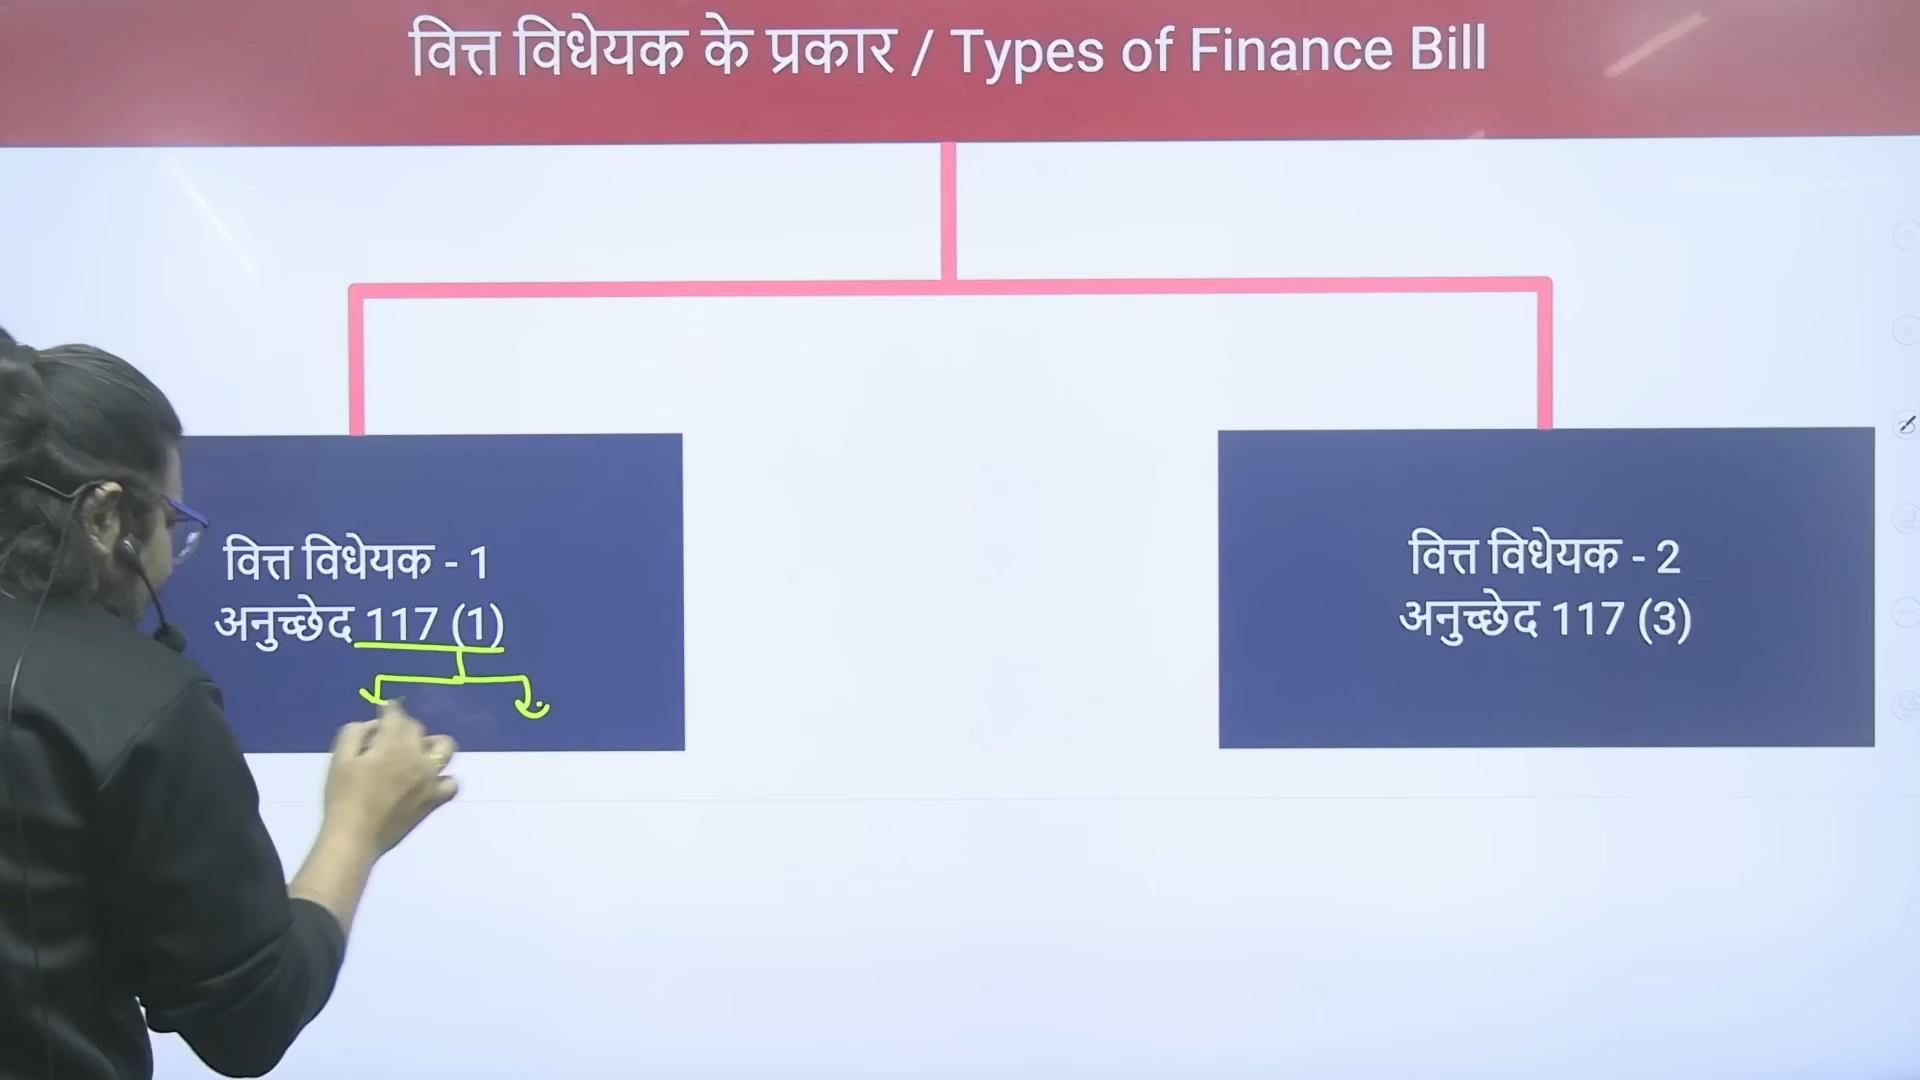 वित्त विधेयक के प्रकार / Types of Finance Bill
वित्त विधेयक - 1
अनुच्छेद 117 (1)
वित्त विधेयक - 2
अनुच्छेद 117 (3)